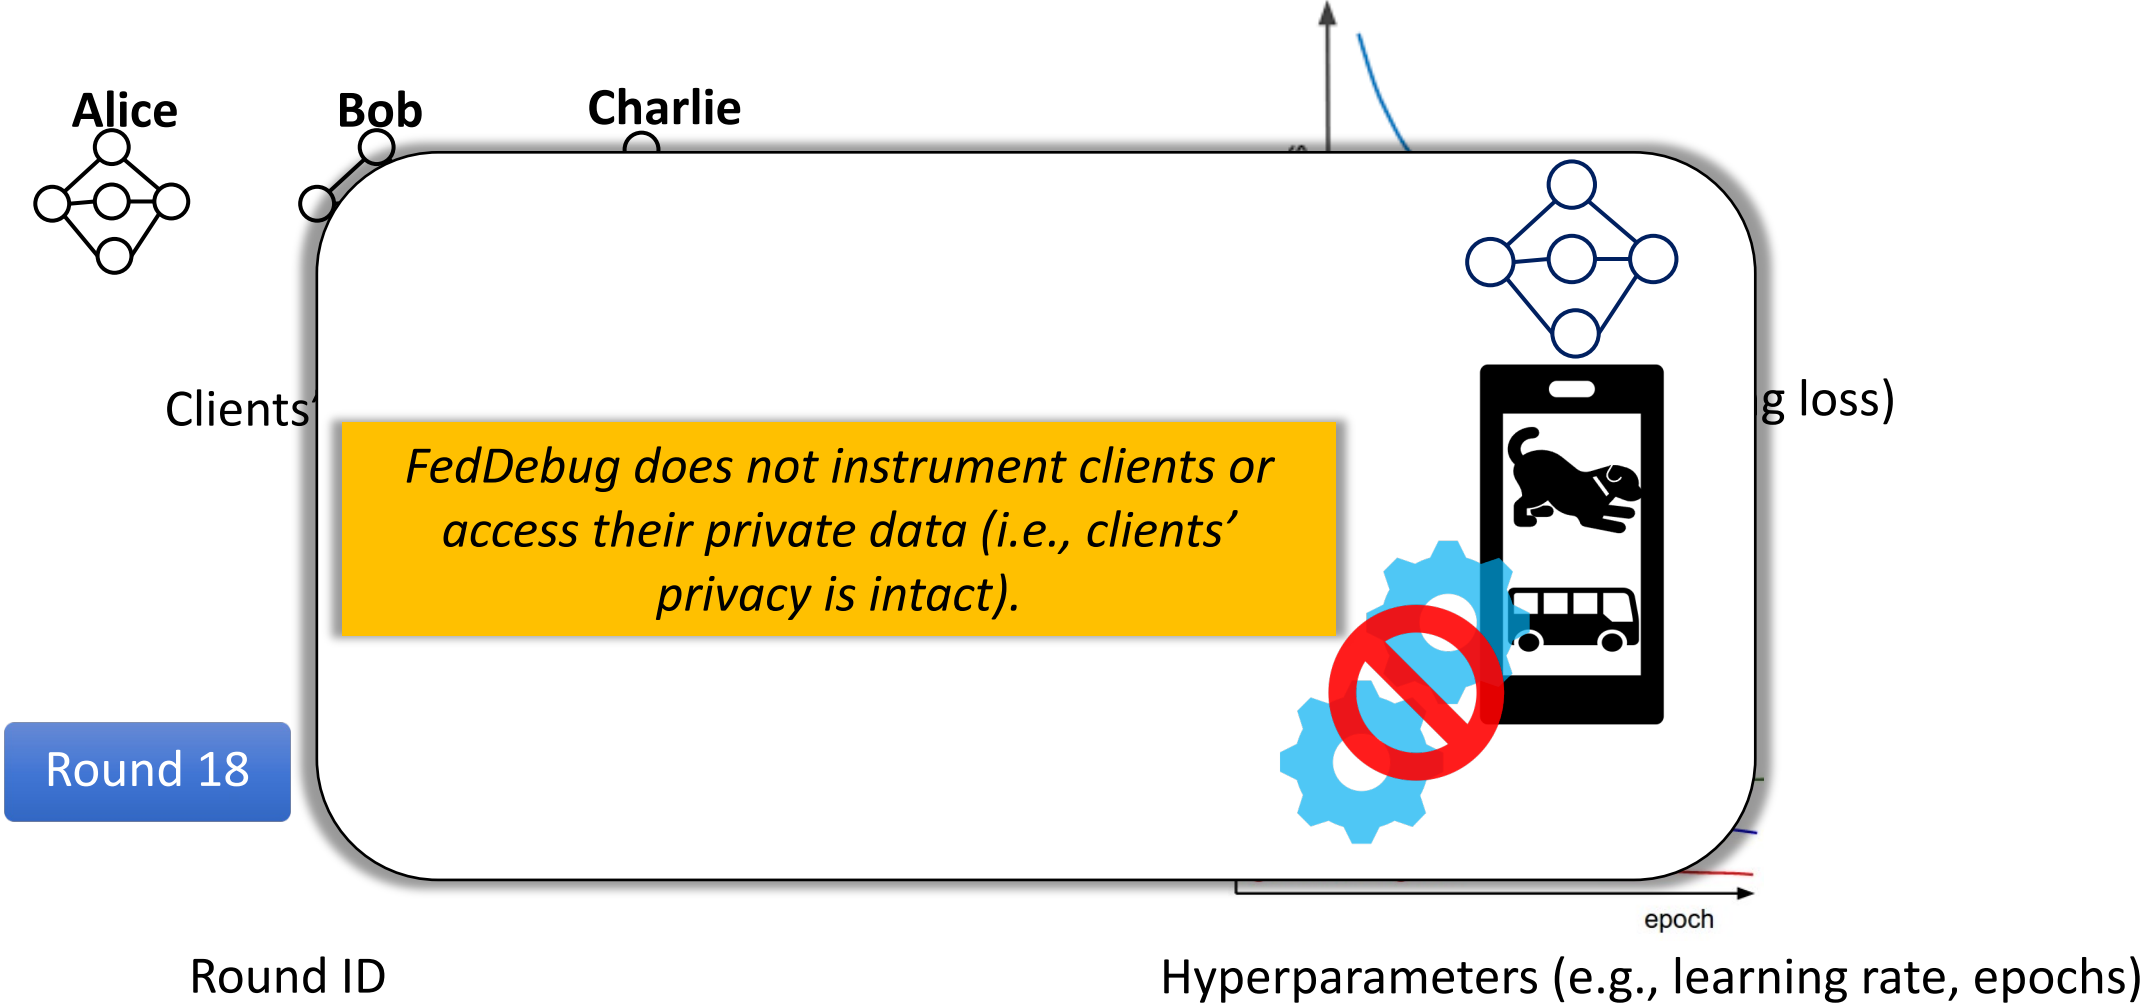 Alice
Bob
Charlie
Clients'
g loss)
FedDebug does not instrument clients or
access their private data (i.e., clients’
privacy is intact).
Round 18
epoch
Round ID
Hyperparameters (e.g., learning rate, epochs)